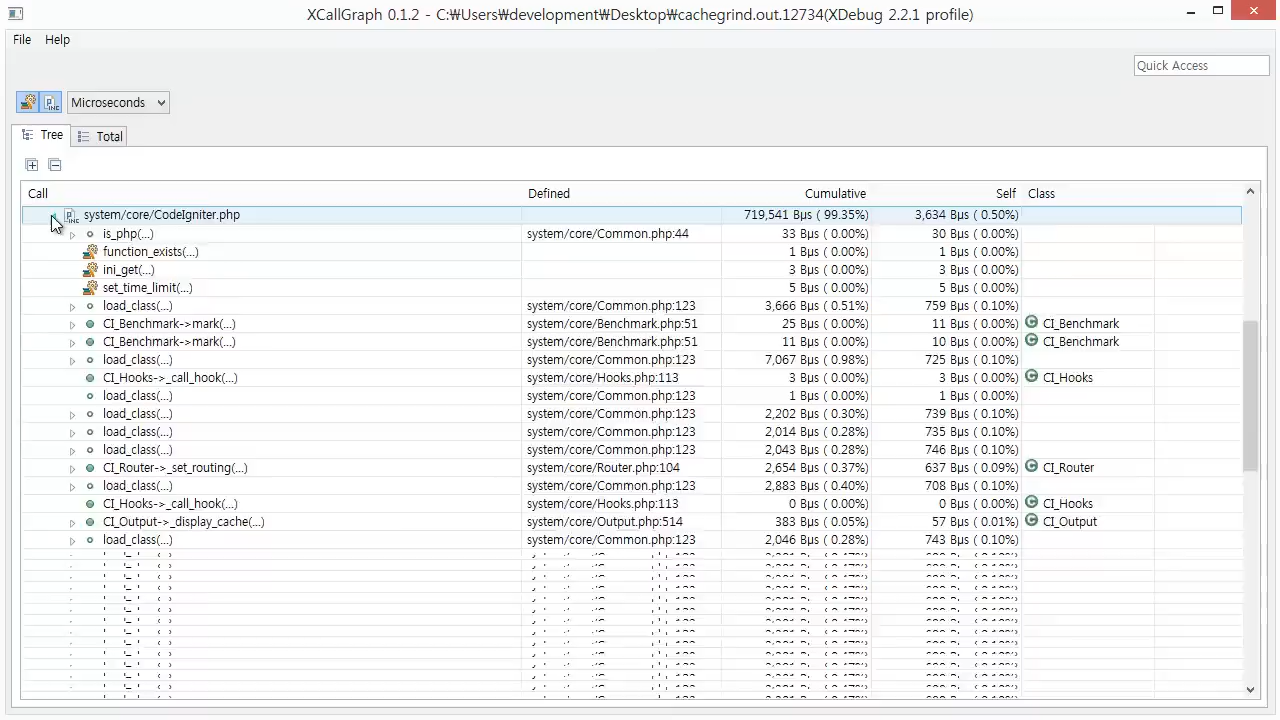 XCallGraph 0.1.2 - C:₩Users₩development₩Desktop₩cachegrind.out.12734(XDebug 2.2.1 profile)
File Help
Quick Access
Microseconds
Tree Total
Call Defined Cumulative Self Class
system/core/CodeIgniter.php 719,541 Bµs ( 99.35%) 3,634 Bµs ( 0.50%)
is_php(...) system/core/Common.php:44 33 Bµs ( 0.00%) 30 Bµs ( 0.00%)
function_exists(...) 1 Bµs ( 0.00%) 1 Bµs ( 0.00%)
ini_get(...) 3 Bµs ( 0.00%) 3 Bµs ( 0.00%)
set_time_limit(...) 5 Bµs ( 0.00%) 5 Bµs ( 0.00%)
load_class(...) system/core/Common.php:123 3,666 Bµs ( 0.51%) 759 Bµs ( 0.10%)
CI_Benchmark->mark(...) system/core/Benchmark.php:51 25 Bµs ( 0.00%) 11 Bµs ( 0.00%) CI_Benchmark
CI_Benchmark->mark(...) system/core/Benchmark.php:51 11 Bµs ( 0.00%) 10 Bµs ( 0.00%) CI_Benchmark
load_class(...) system/core/Common.php:123 7,067 Bµs ( 0.98%) 725 Bµs ( 0.10%)
CI_Hooks->_call_hook(...) system/core/Hooks.php:113 3 Bµs ( 0.00%) 3 Bµs ( 0.00%) CI_Hooks
load_class(...) system/core/Common.php:123 1 Bµs ( 0.00%) 1 Bµs ( 0.00%)
load_class(...) system/core/Common.php:123 2,202 Bµs ( 0.30%) 739 Bµs ( 0.10%)
load_class(...) system/core/Common.php:123 2,014 Bµs ( 0.28%) 735 Bµs ( 0.10%)
load_class(...) system/core/Common.php:123 2,043 Bµs ( 0.28%) 746 Bµs ( 0.10%)
CI_Router->_set_routing(...) system/core/Router.php:104 2,654 Bµs ( 0.37%) 637 Bµs ( 0.09%) CI_Router
load_class(...) system/core/Common.php:123 2,883 Bµs ( 0.40%) 708 Bµs ( 0.10%)
CI_Hooks->_call_hook(...) system/core/Hooks.php:113 0 Bµs ( 0.00%) 0 Bµs ( 0.00%) CI_Hooks
CI_Output->_display_cache(...) system/core/Output.php:514 383 Bµs ( 0.05%) 57 Bµs ( 0.01%) CI_Output
load_class(...) system/core/Common.php:123 2,046 Bµs ( 0.28%) 743 Bµs ( 0.10%)